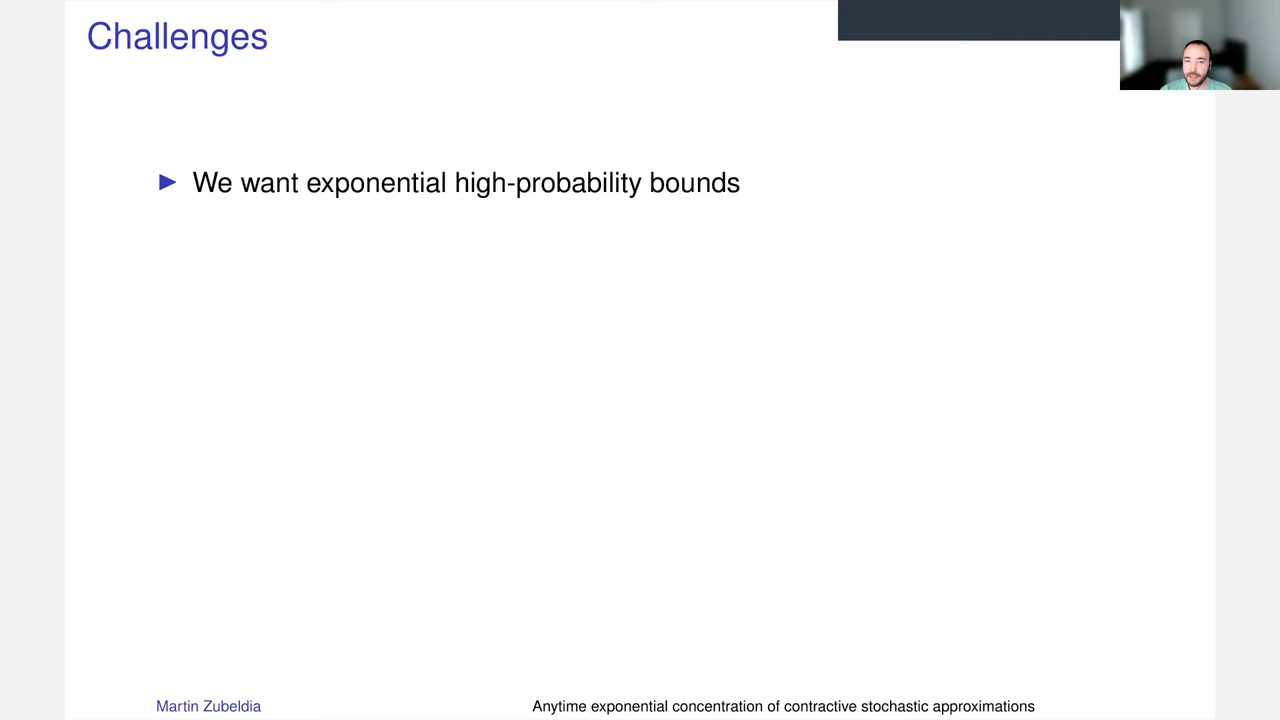 Challenges
▶ We want exponential high-probability bounds
Martin Zubeldia
Anytime exponential concentration of contractive stochastic approximations